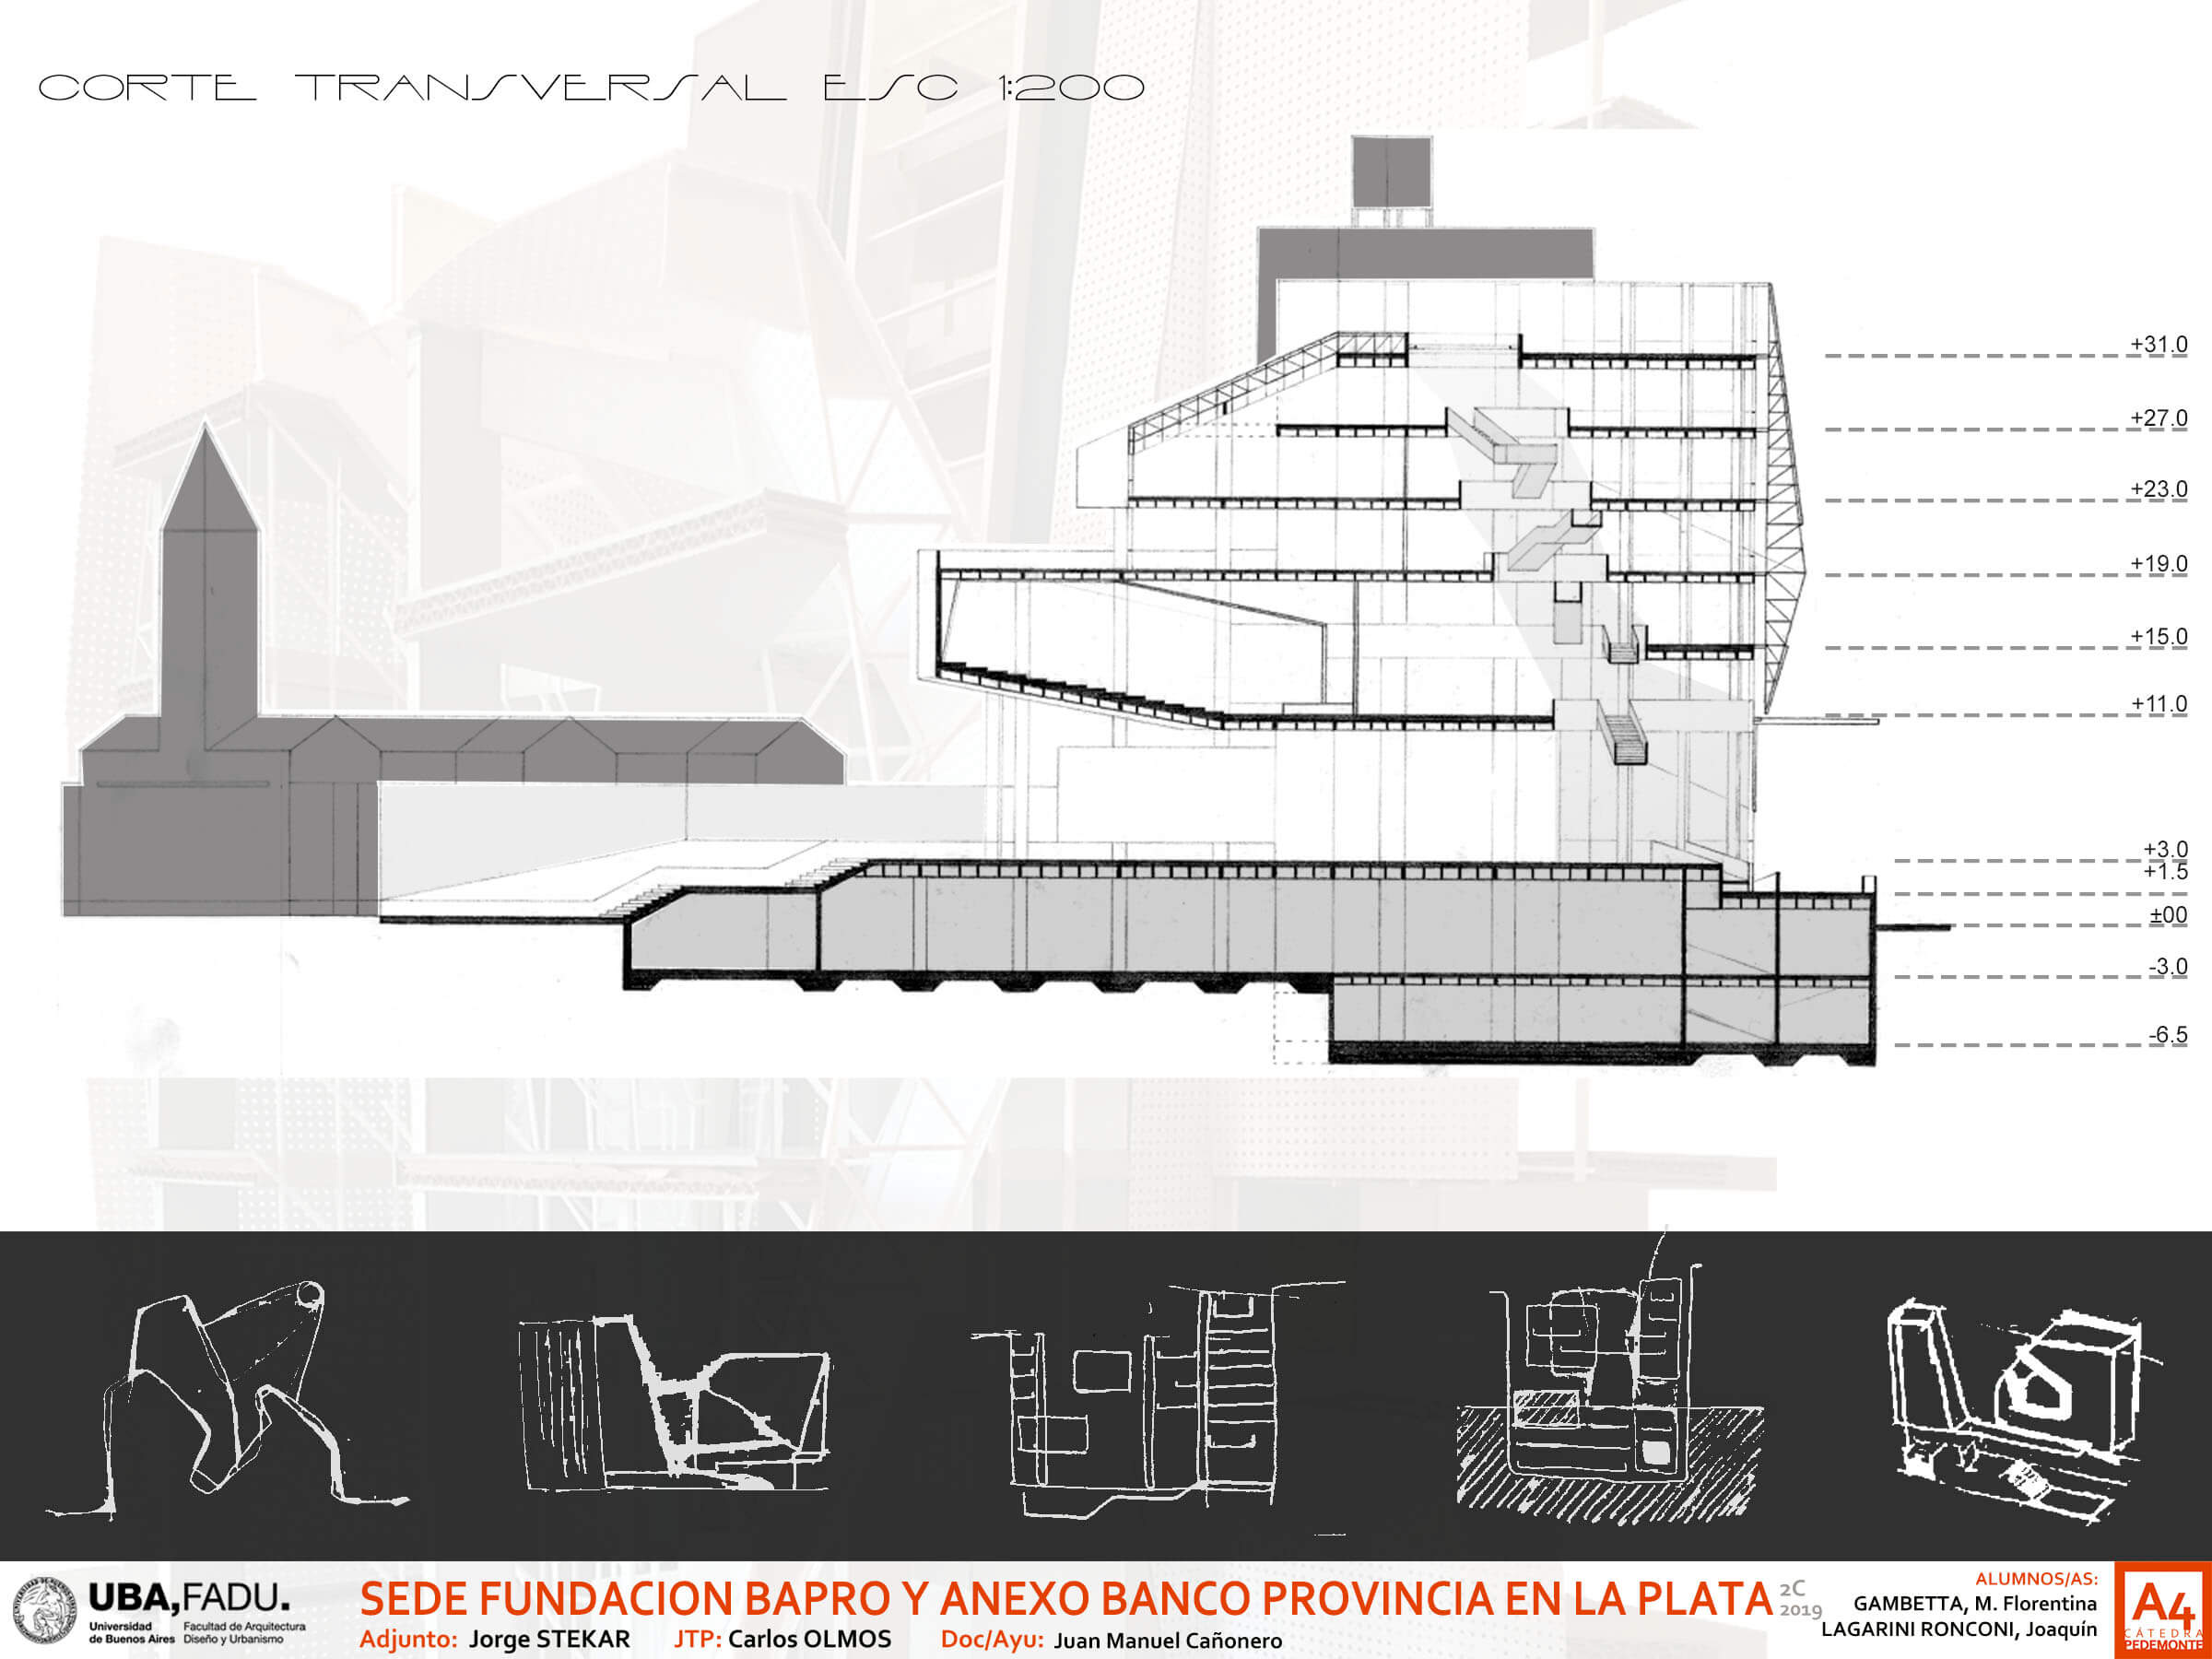 CORTE TRANSVERSAL ESC 1:200
+31.0
+27.0
+23.0
+19.0
+15.0
+11.0
+3.0
+1.5
±00
-3.0
-6.5
UBA,FADU.
Universidad de Buenos Aires
Facultad de Arquitectura Diseño y Urbanismo
SEDE FUNDACION BAPRO Y ANEXO BANCO PROVINCIA EN LA PLATA 2C 2019
Adjunto: Jorge STEKAR JTP: Carlos OLMOS Doc/Ayu: Juan Manuel Cañonero
ALUMNOS/AS:
GAMBETTA, M. Florentina
LAGARINI RONCONI, Joaquín
A4
CÁTEDRA
PEDEMONTE